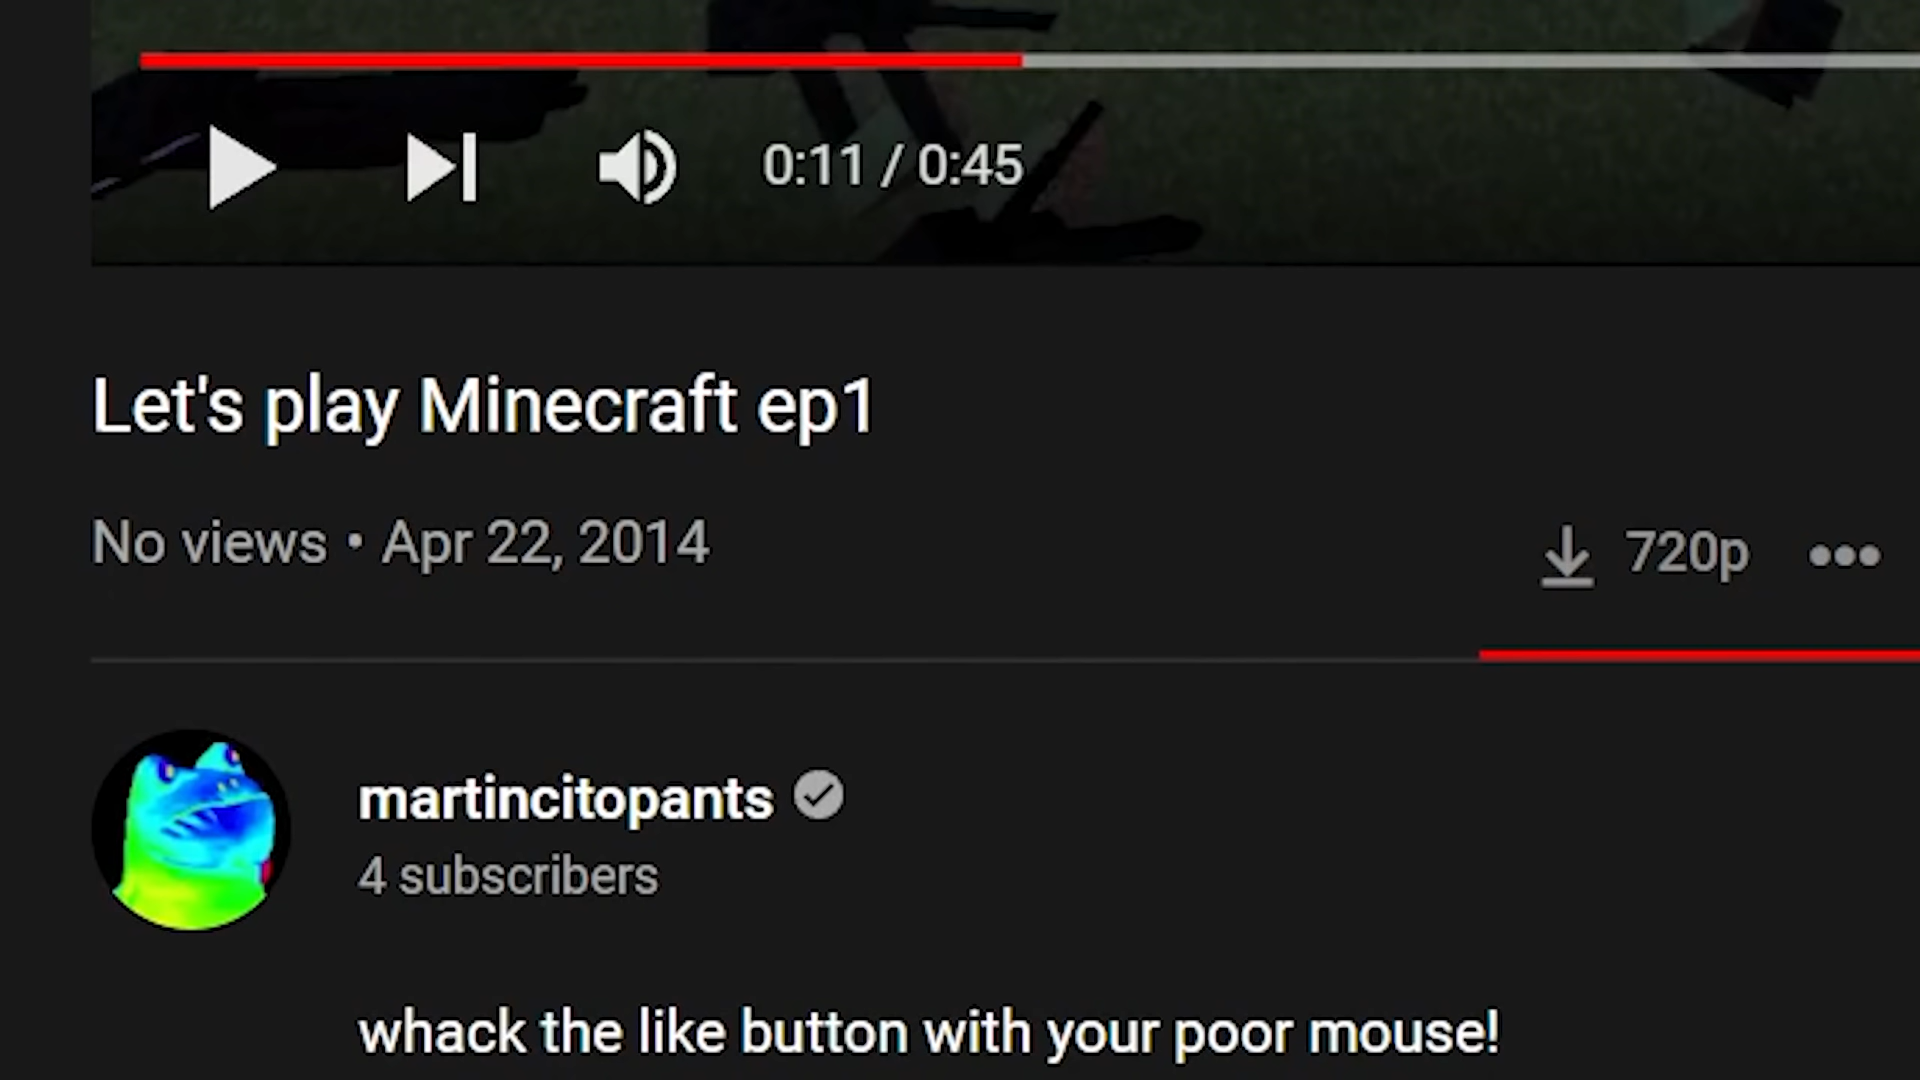 0:11 / 0:45
Let's play Minecraft ep1
No views • Apr 22, 2014
720p
martincitopants
4 subscribers
whack the like button with your poor mouse!